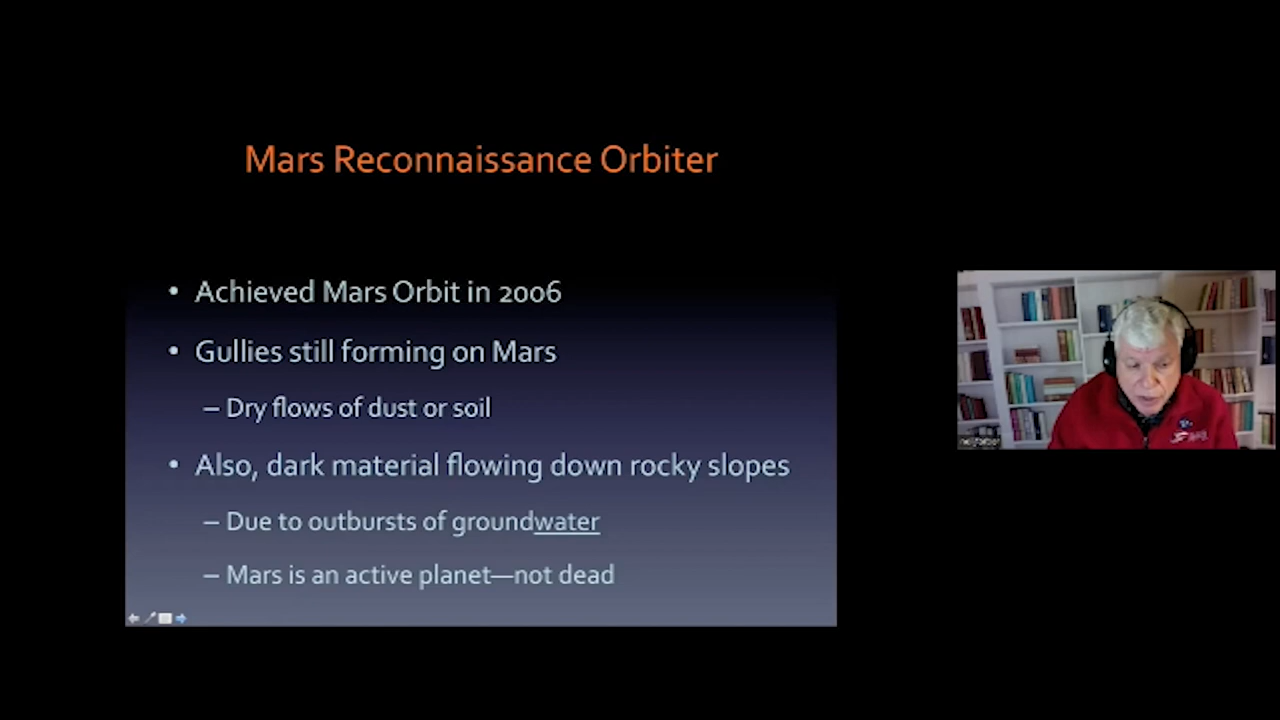 Mars Reconnaissance Orbiter
• Achieved Mars Orbit in 2006
• Gullies still forming on Mars
– Dry flows of dust or soil
• Also, dark material flowing down rocky slopes
– Due to outbursts of groundwater
– Mars is an active planet—not dead